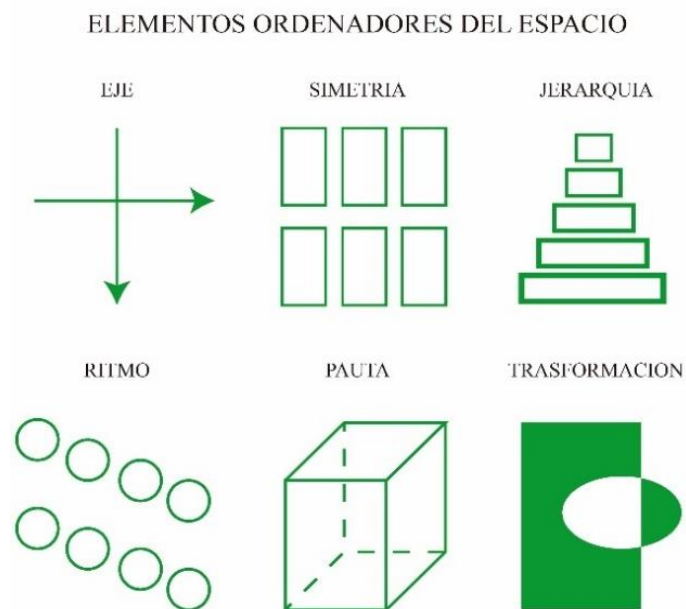 ELEMENTOS ORDENADORES DEL ESPACIO
EJE
SIMETRIA
JERARQUIA
RITMO
PAUTA
TRASFORMACION